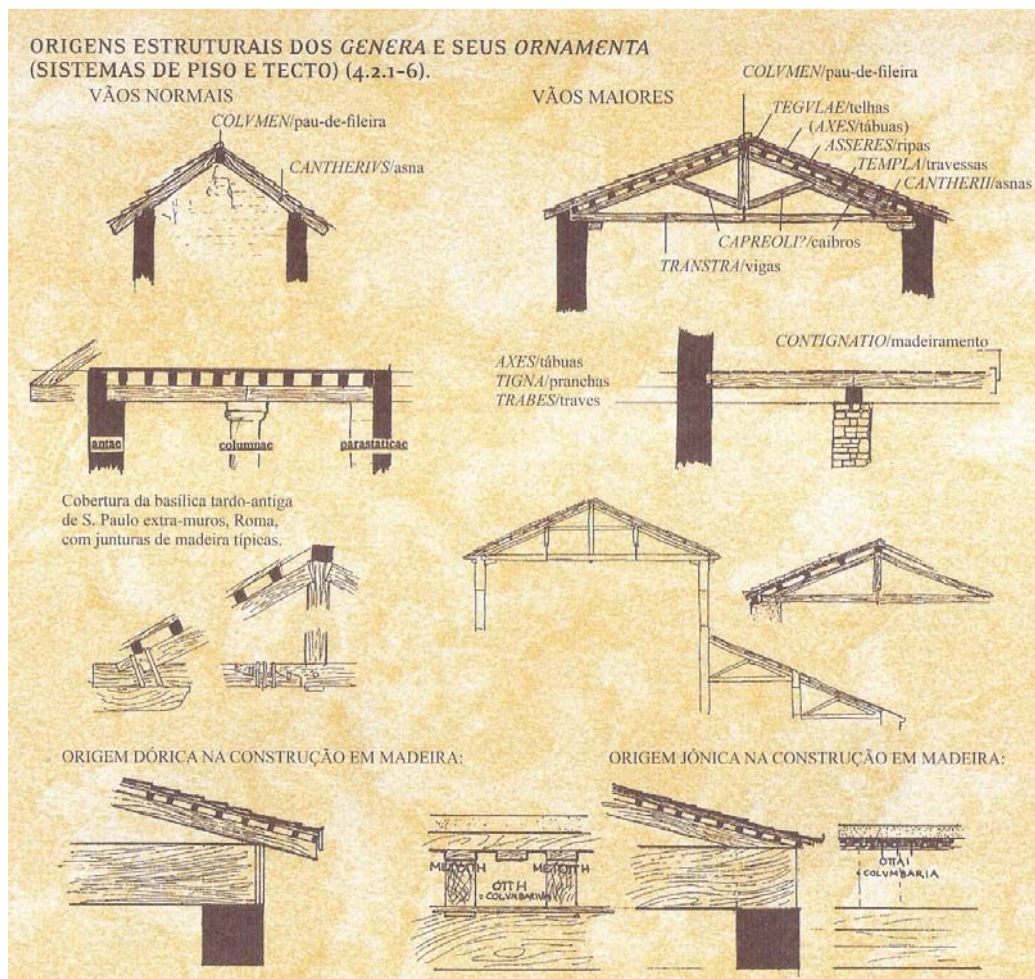 ORIGENS ESTRUTURAIS DOS GENERA E SEUS ORNAMENTA
(SISTEMAS DE PISO E TECTO) (4.2.1-6).
VÃOS NORMAIS
COLVMEN/pau-de-fileira
CANTHERIVS/asna
VÃOS MAIORES
COLVMEN/pau-de-fileira
TEGVLAE/telhas
(AXES/tábuas)
ASSERES/ripas
TEMPLA/travessas
CANTHERII/asnas
CAPREOLI?/caibros
TRANSTRA/vigas
antae
columnae
parastaticae
AXES/tábuas
TIGNA/pranchas
TRABES/traves
CONTIGNATIO/madeiramento
Cobertura da basílica tardo-antiga
de S. Paulo extra-muros, Roma,
com junturas de madeira típicas.
ORIGEM DÓRICA NA CONSTRUÇÃO EM MADEIRA:
ORIGEM JÓNICA NA CONSTRUÇÃO EM MADEIRA:
ΟΠΗ
= COLUMBARIUM
ΟΠΑΙ
= COLUMBARIA